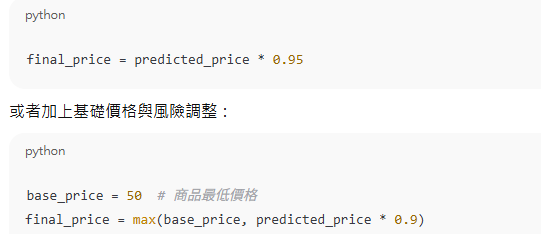 python
final_price = predicted_price * 0.95
或者加上基礎價格與風險調整：
python
base_price = 50  # 商品最低價格
final_price = max(base_price, predicted_price * 0.9)